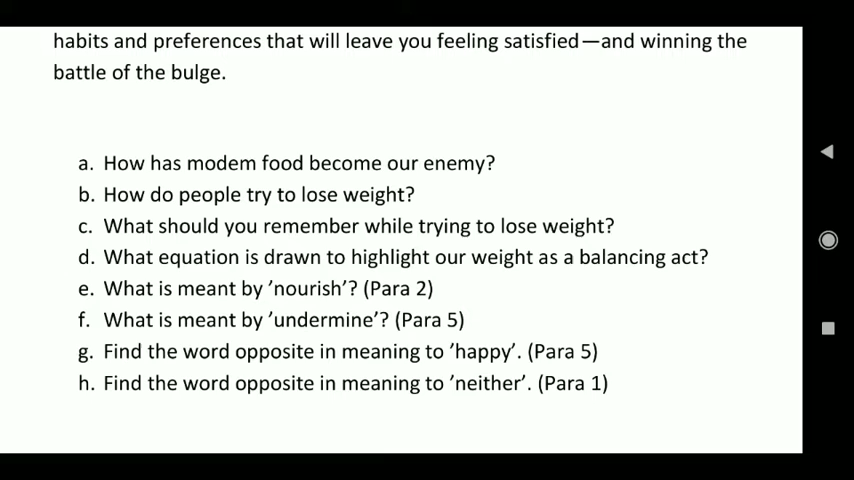 habits and preferences that will leave you feeling satisfied—and winning the
battle of the bulge.
a. How has modem food become our enemy?
b. How do people try to lose weight?
c. What should you remember while trying to lose weight?
d. What equation is drawn to highlight our weight as a balancing act?
e. What is meant by ’nourish’? (Para 2)
f. What is meant by ’undermine’? (Para 5)
g. Find the word opposite in meaning to ’happy’. (Para 5)
h. Find the word opposite in meaning to ’neither’. (Para 1)